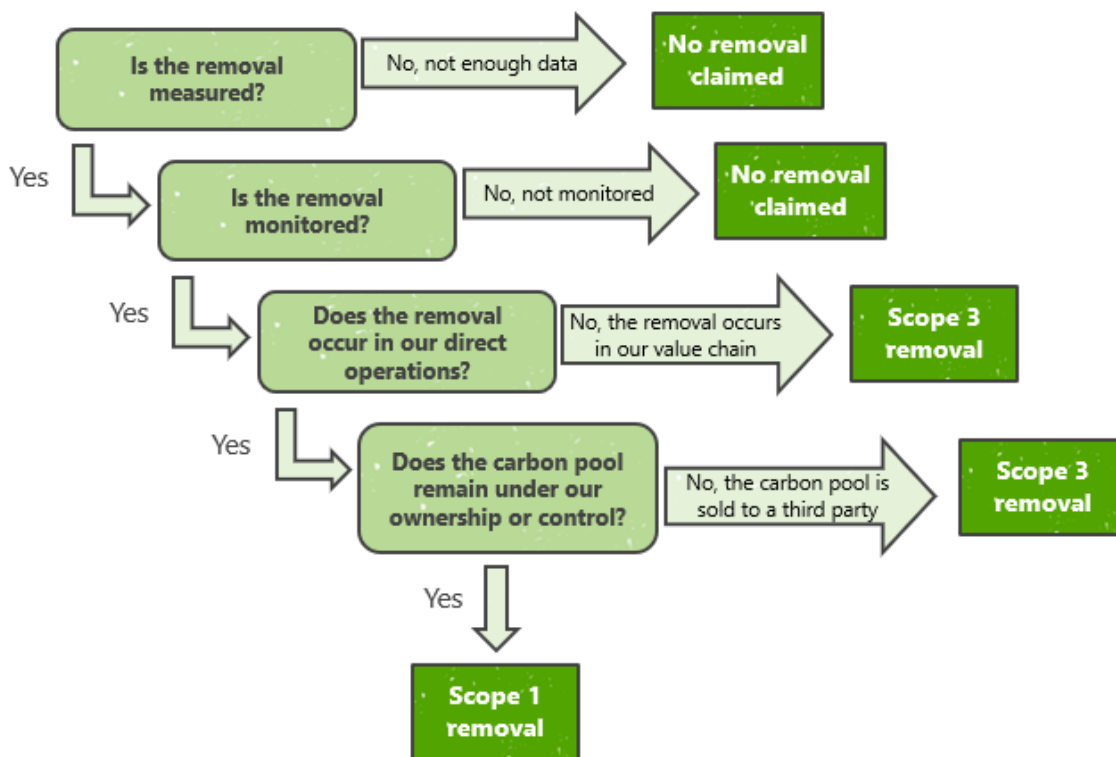 Is the removal
measured?
No, not enough data
No removal
claimed
Yes
Is the removal
monitored?
No, not monitored
No removal
claimed
Yes
Does the removal
occur in our direct
operations?
No, the removal occurs
in our value chain
Scope 3
removal
Yes
Does the carbon pool
remain under our
ownership or control?
No, the carbon pool is
sold to a third party
Scope 3
removal
Yes
Scope 1
removal